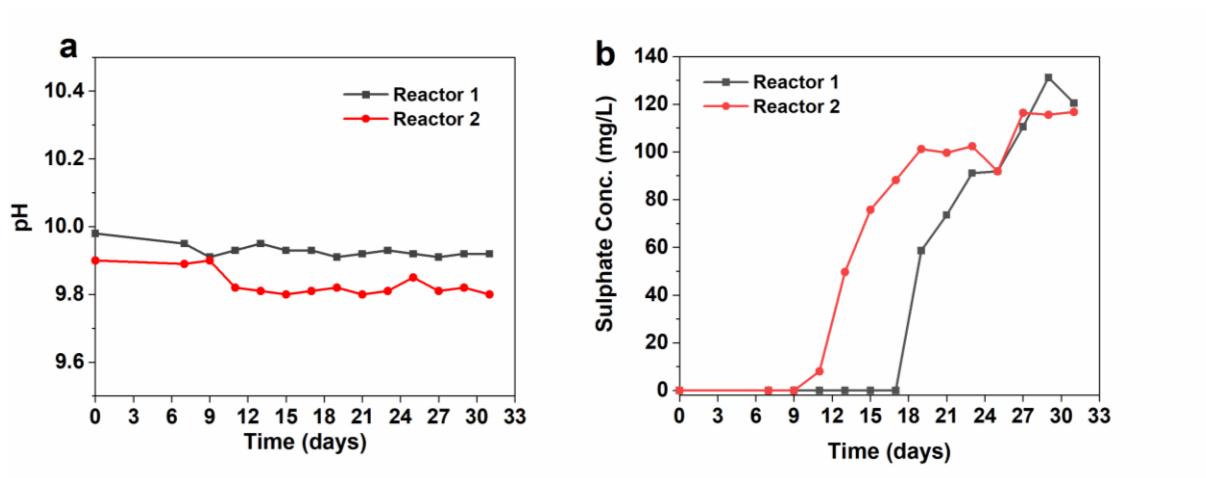 a
Reactor 1
Reactor 2
10.4
10.2
10.0
9.8
9.6
pH
0 3 6 9 12 15 18 21 24 27 30 33
Time (days)
b
Reactor 1
Reactor 2
140
120
100
80
60
40
20
0
Sulphate Conc. (mg/L)
0 3 6 9 12 15 18 21 24 27 30 33
Time (days)